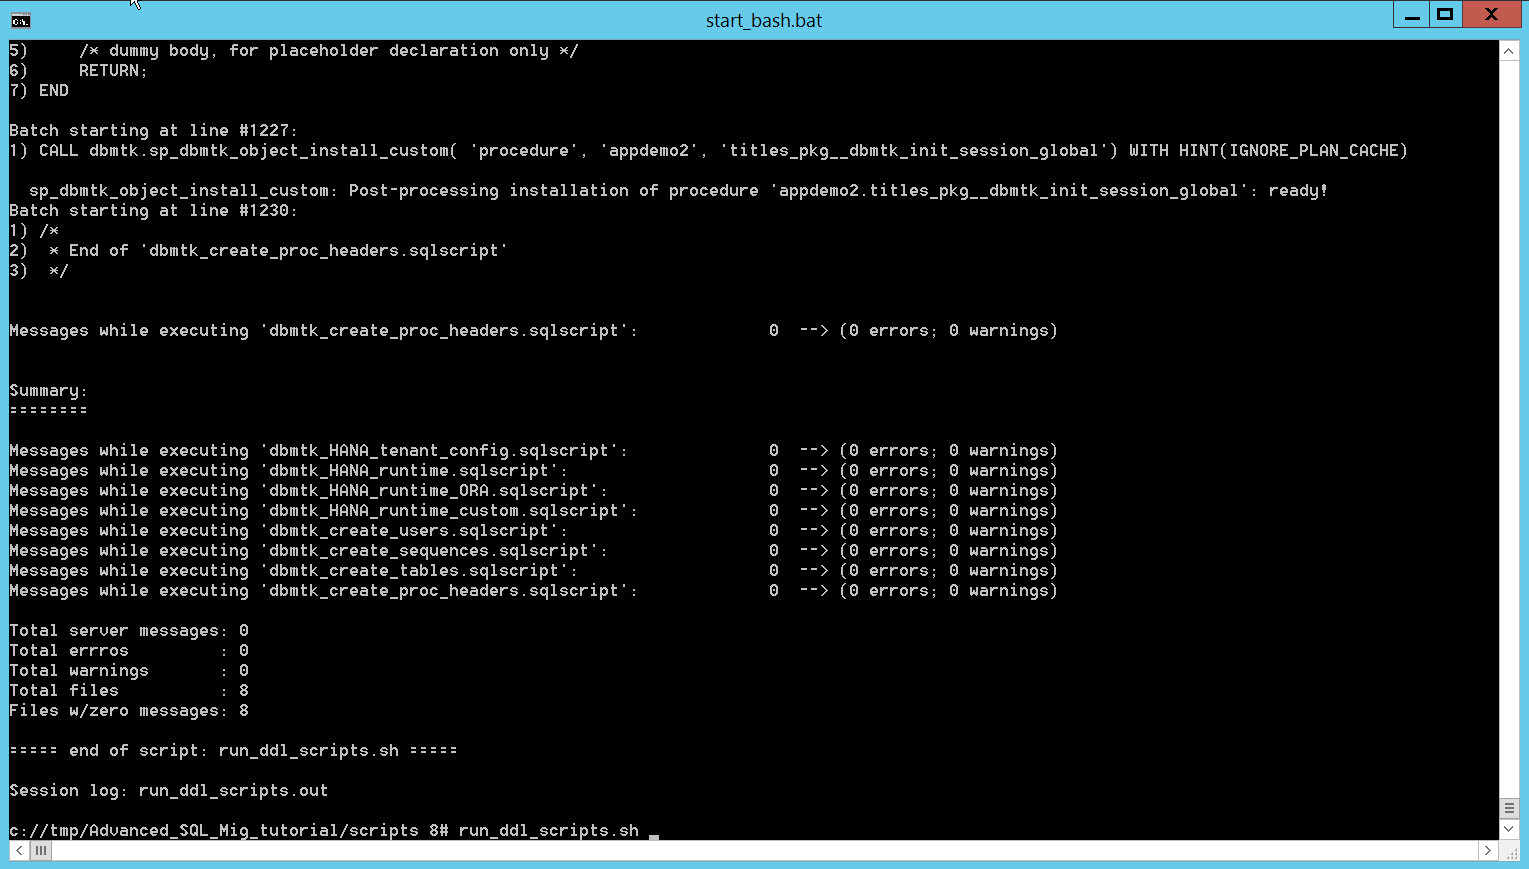 start_bash.bat
5)     /* dummy body, for placeholder declaration only */
6)     RETURN;
7) END
Batch starting at line #1227:
1) CALL dbmtk.sp_dbmtk_object_install_custom( 'procedure', 'appdemo2', 'titles_pkg__dbmtk_init_session_global') WITH HINT(IGNORE_PLAN_CACHE)
  sp_dbmtk_object_install_custom: Post-processing installation of procedure 'appdemo2.titles_pkg__dbmtk_init_session_global': ready!
Batch starting at line #1230:
1) /*
2)  * End of 'dbmtk_create_proc_headers.sqlscript'
3)  */
Messages while executing 'dbmtk_create_proc_headers.sqlscript':             0  --> (0 errors; 0 warnings)
Summary:
========
Messages while executing 'dbmtk_HANA_tenant_config.sqlscript':              0  --> (0 errors; 0 warnings)
Messages while executing 'dbmtk_HANA_runtime.sqlscript':                    0  --> (0 errors; 0 warnings)
Messages while executing 'dbmtk_HANA_runtime_ORA.sqlscript':                0  --> (0 errors; 0 warnings)
Messages while executing 'dbmtk_HANA_runtime_custom.sqlscript':             0  --> (0 errors; 0 warnings)
Messages while executing 'dbmtk_create_users.sqlscript':                    0  --> (0 errors; 0 warnings)
Messages while executing 'dbmtk_create_sequences.sqlscript':                0  --> (0 errors; 0 warnings)
Messages while executing 'dbmtk_create_tables.sqlscript':                   0  --> (0 errors; 0 warnings)
Messages while executing 'dbmtk_create_proc_headers.sqlscript':             0  --> (0 errors; 0 warnings)
Total server messages: 0
Total errros         : 0
Total warnings       : 0
Total files          : 8
Files w/zero messages: 8
===== end of script: run_ddl_scripts.sh =====
Session log: run_ddl_scripts.out
c://tmp/Advanced_SQL_Mig_tutorial/scripts 8# run_ddl_scripts.sh _